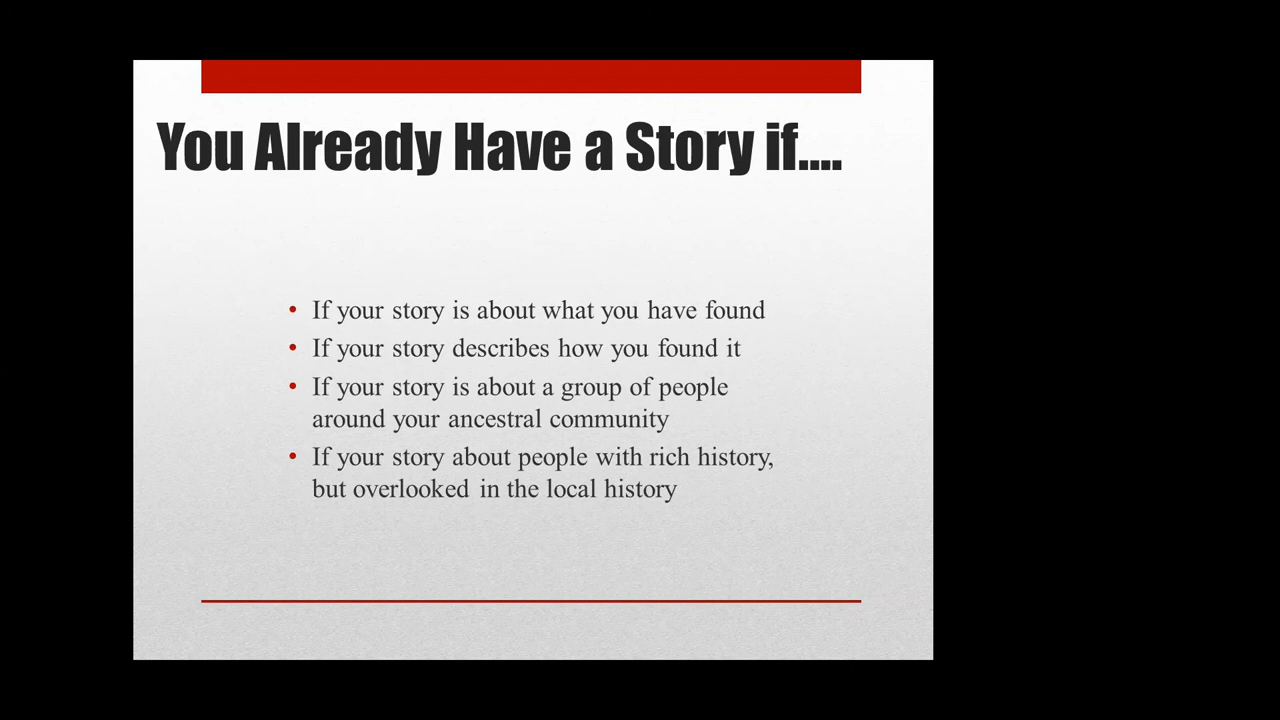 You Already Have a Story if....
• If your story is about what you have found
• If your story describes how you found it
• If your story is about a group of people
around your ancestral community
• If your story about people with rich history,
but overlooked in the local history